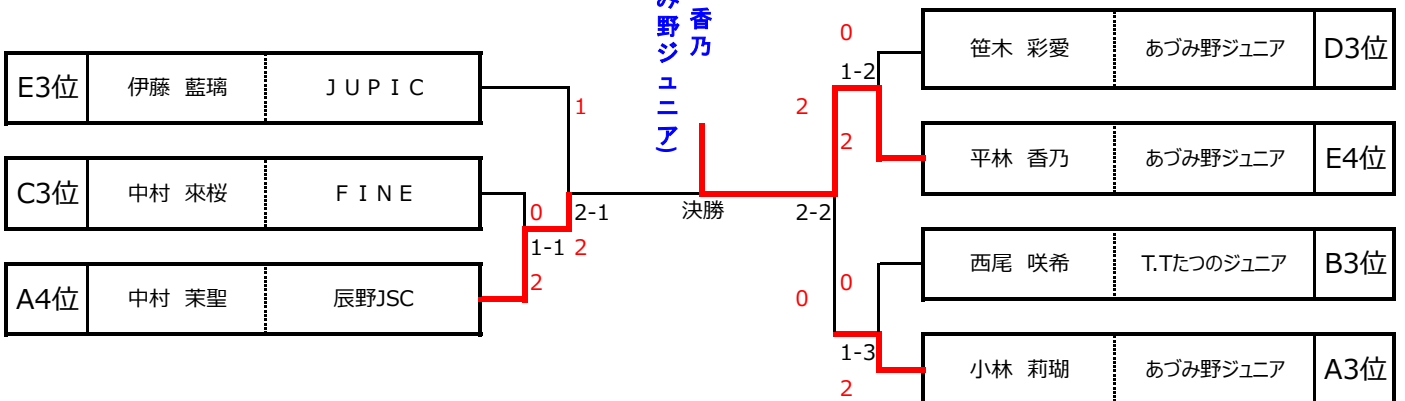 香乃
み野ジュニア)
E3位 伊藤 藍璃 ＪＵＰＩＣ
C3位 中村 來桜 ＦＩＮＥ
A4位 中村 茉聖 辰野JSC
1
0
2-1
1-1
2
2
決勝
0
笹木 彩愛 あづみ野ジュニア D3位
1-2
2
2
平林 香乃 あづみ野ジュニア E4位
2-2
西尾 咲希 T.Tたつのジュニア B3位
0
0
1-3
小林 莉瑚 あづみ野ジュニア A3位
2